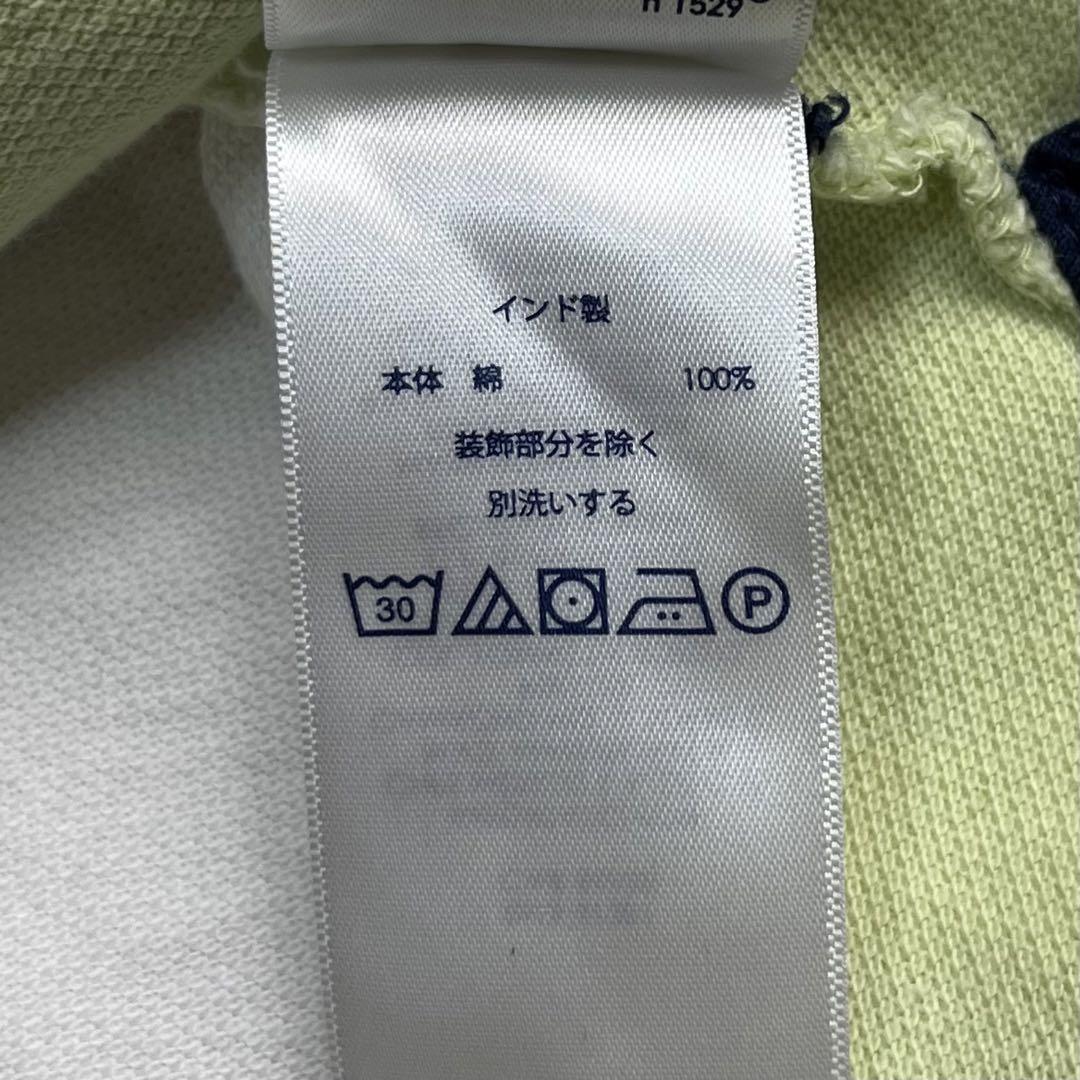 n 1529
インド製
本体 綿 100%
装飾部分を除く
別洗いする
30 P